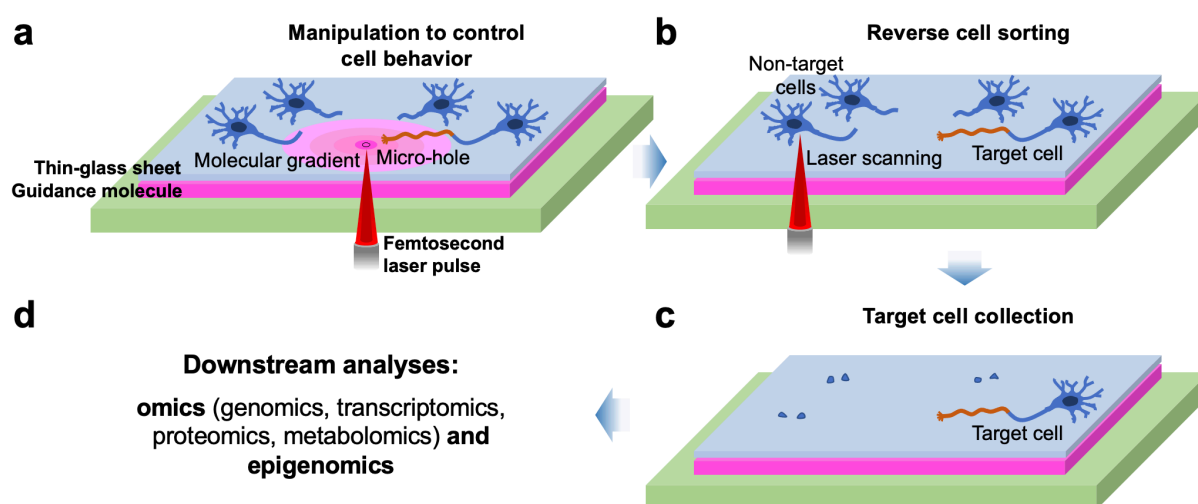 a
Manipulation to control
cell behavior
Molecular gradient
Micro-hole
Thin-glass sheet
Guidance molecule
Femtosecond
laser pulse
b
Reverse cell sorting
Non-target
cells
Laser scanning
Target cell
c
Target cell collection
Target cell
d
Downstream analyses:
omics (genomics, transcriptomics,
proteomics, metabolomics) and
epigenomics